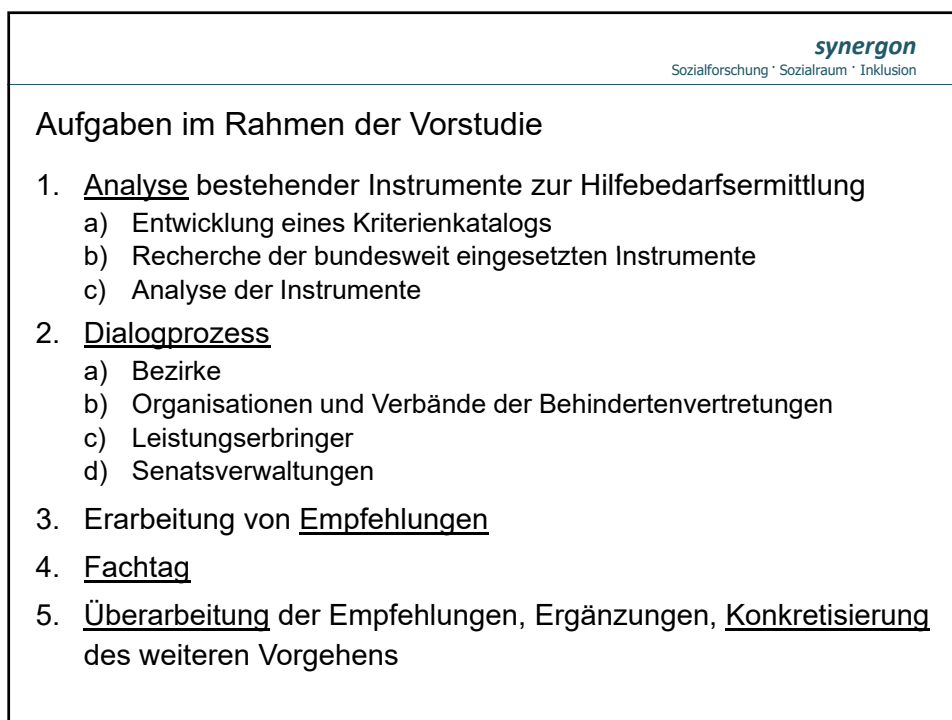 synergon
Sozialforschung · Sozialraum · Inklusion
Aufgaben im Rahmen der Vorstudie
1. Analyse bestehender Instrumente zur Hilfebedarfsermittlung
a) Entwicklung eines Kriterienkatalogs
b) Recherche der bundesweit eingesetzten Instrumente
c) Analyse der Instrumente
2. Dialogprozess
a) Bezirke
b) Organisationen und Verbände der Behindertenvertretungen
c) Leistungserbringer
d) Senatsverwaltungen
3. Erarbeitung von Empfehlungen
4. Fachtag
5. Überarbeitung der Empfehlungen, Ergänzungen, Konkretisierung
des weiteren Vorgehens